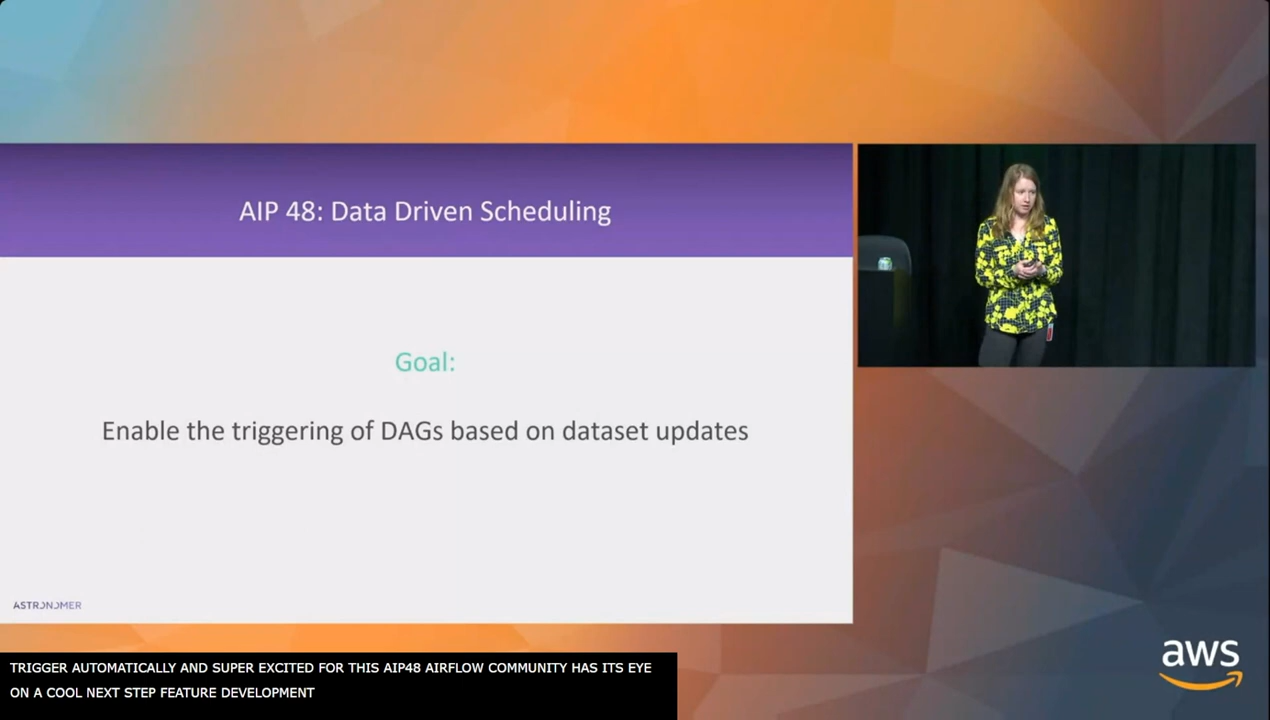 AIP 48: Data Driven Scheduling
Goal:
Enable the triggering of DAGs based on dataset updates
ASTRONOMER
TRIGGER AUTOMATICALLY AND SUPER EXCITED FOR THIS AIP48 AIRFLOW COMMUNITY HAS ITS EYE
ON A COOL NEXT STEP FEATURE DEVELOPMENT
aws